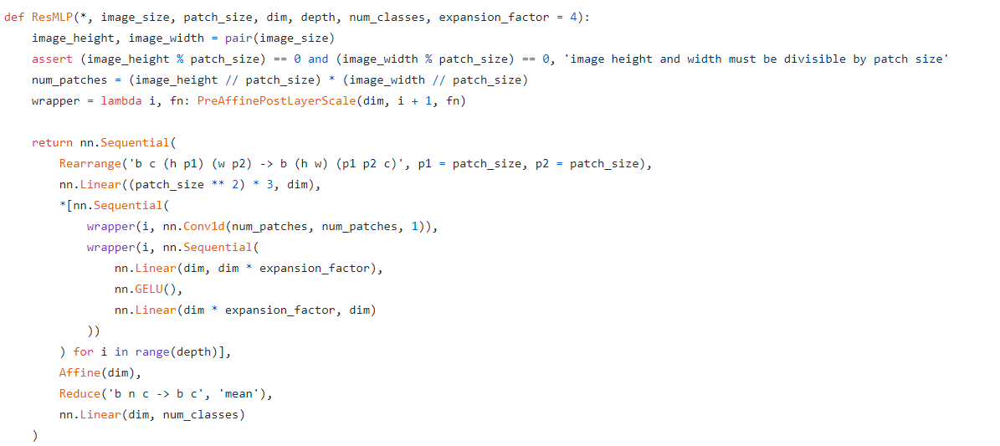 def ResMLP(*, image_size, patch_size, dim, depth, num_classes, expansion_factor = 4):
    image_height, image_width = pair(image_size)
    assert (image_height % patch_size) == 0 and (image_width % patch_size) == 0, 'image height and width must be divisible by patch size'
    num_patches = (image_height // patch_size) * (image_width // patch_size)
    wrapper = lambda i, fn: PreAffinePostLayerScale(dim, i + 1, fn)
    return nn.Sequential(
        Rearrange('b c (h p1) (w p2) -> b (h w) (p1 p2 c)', p1 = patch_size, p2 = patch_size),
        nn.Linear((patch_size ** 2) * 3, dim),
        *[nn.Sequential(
            wrapper(i, nn.Conv1d(num_patches, num_patches, 1)),
            wrapper(i, nn.Sequential(
                nn.Linear(dim, dim * expansion_factor),
                nn.GELU(),
                nn.Linear(dim * expansion_factor, dim)
            ))
        ) for i in range(depth)],
        Affine(dim),
        Reduce('b n c -> b c', 'mean'),
        nn.Linear(dim, num_classes)
    )